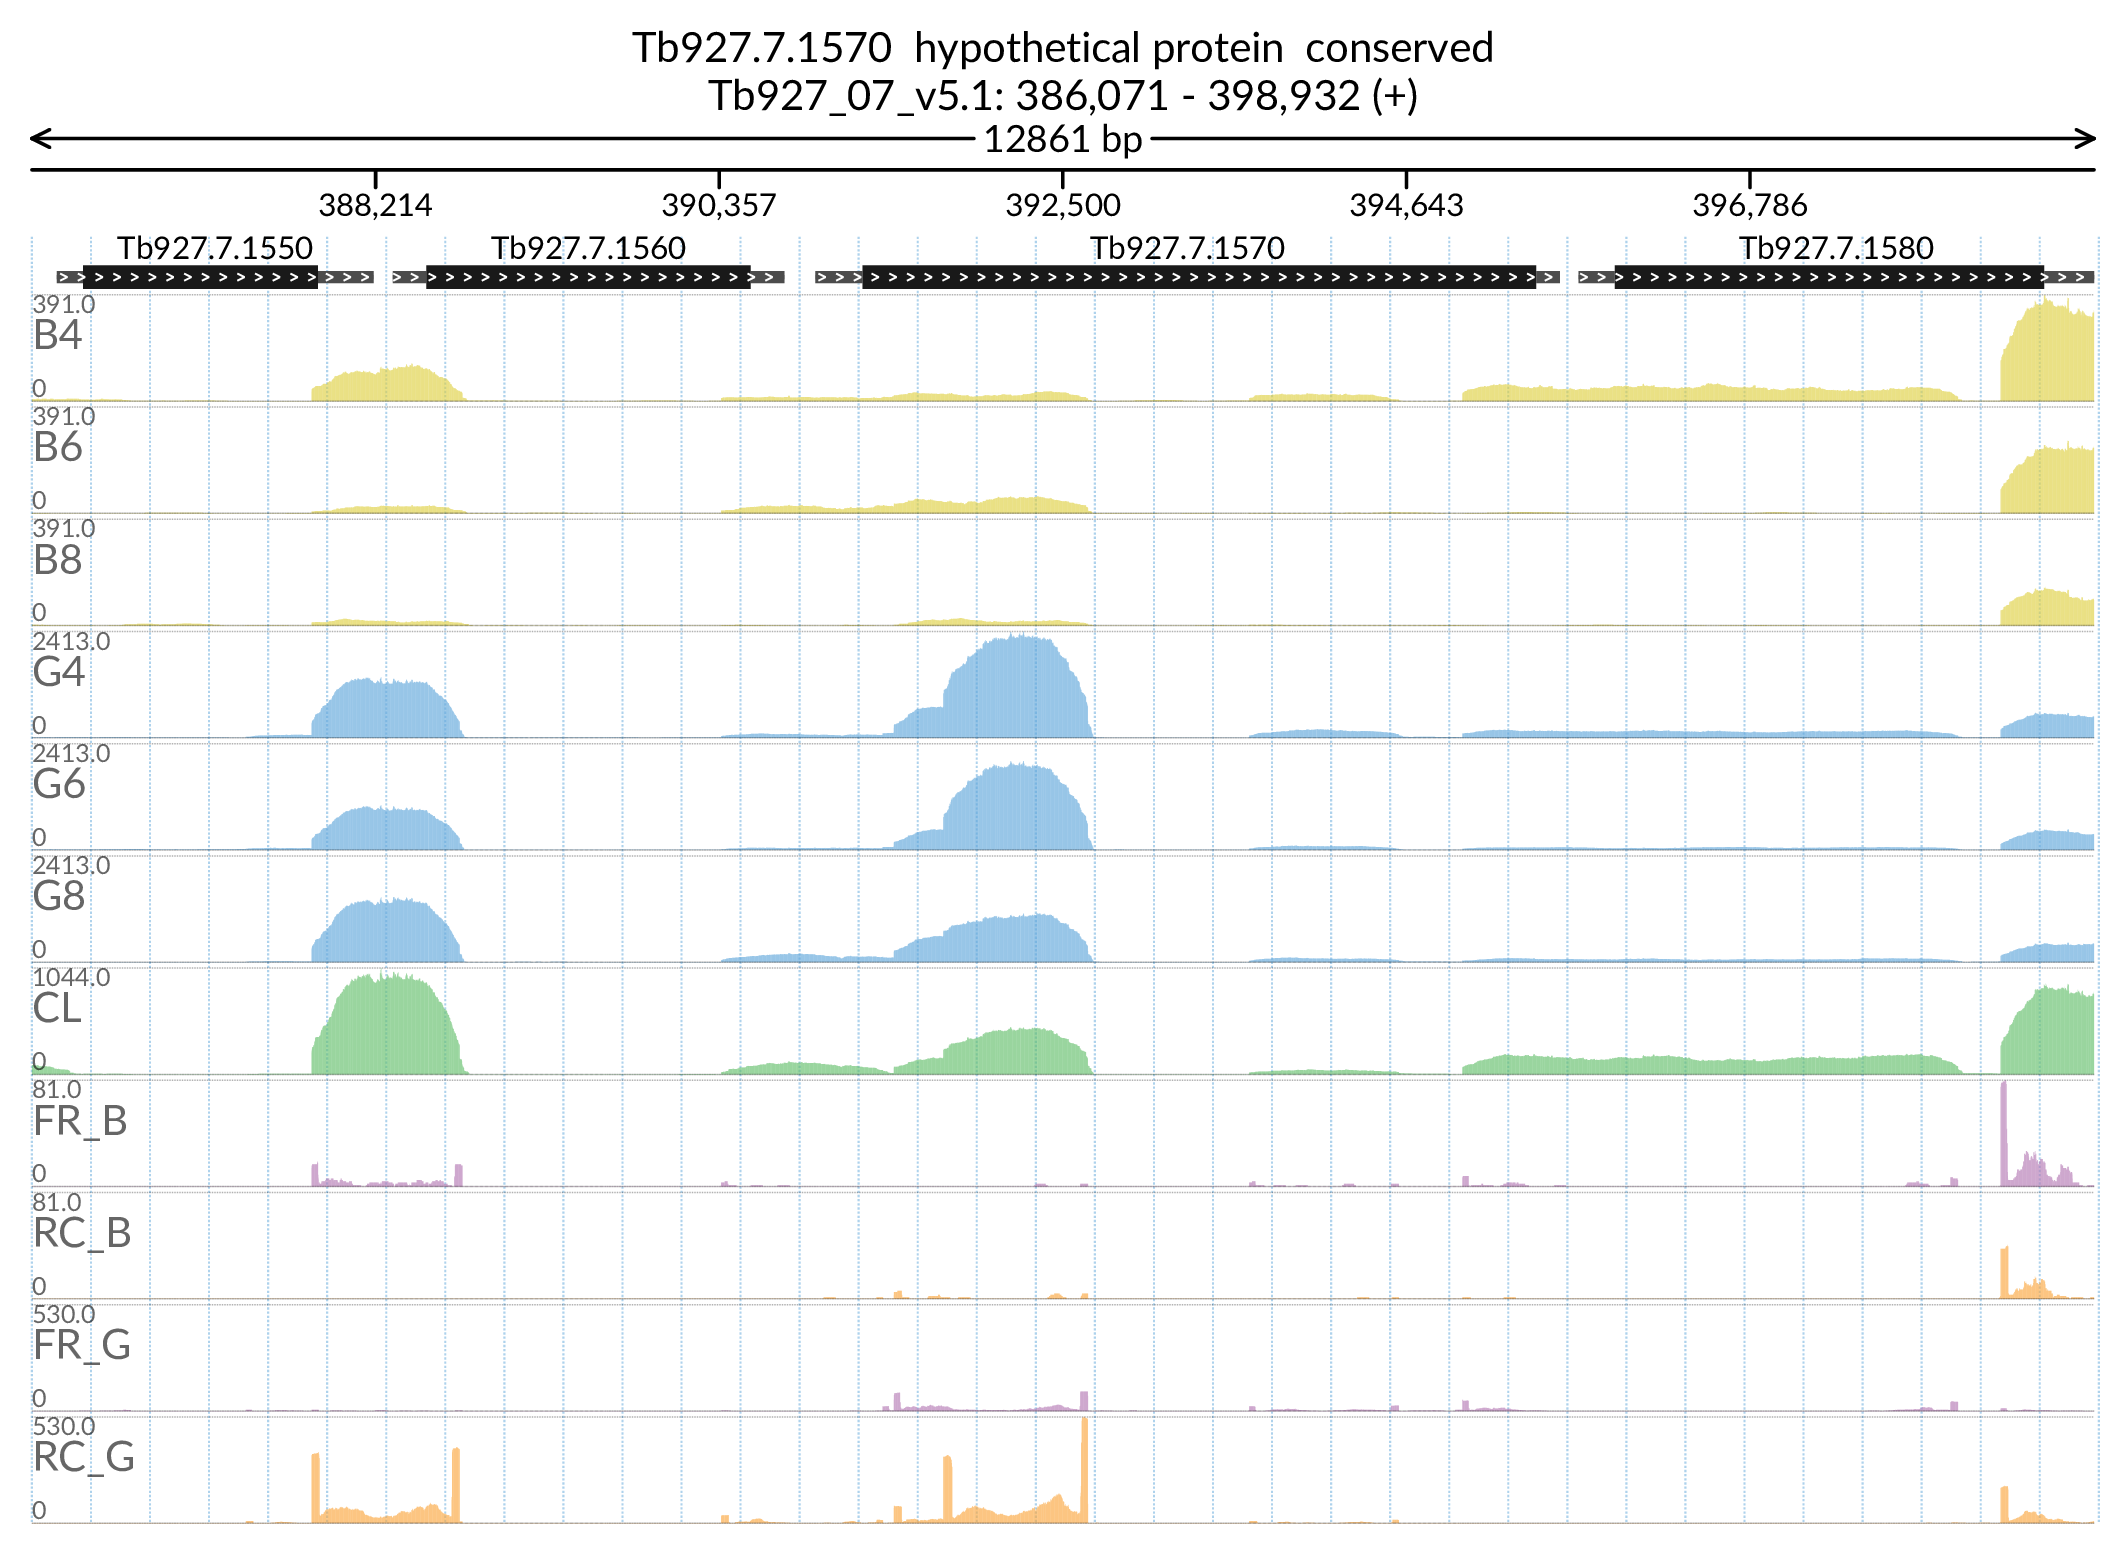 Tb927.7.1570  hypothetical protein  conserved
Tb927_07_v5.1: 386,071 - 398,932 (+)
12861 bp
388,214 390,357 392,500 394,643 396,786
Tb927.7.1550 Tb927.7.1560 Tb927.7.1570 Tb927.7.1580
391.0
B4
0
391.0
B6
0
391.0
B8
0
2413.0
G4
0
2413.0
G6
0
2413.0
G8
0
1044.0
CL
0
81.0
FR_B
0
81.0
RC_B
0
530.0
FR_G
0
530.0
RC_G
0